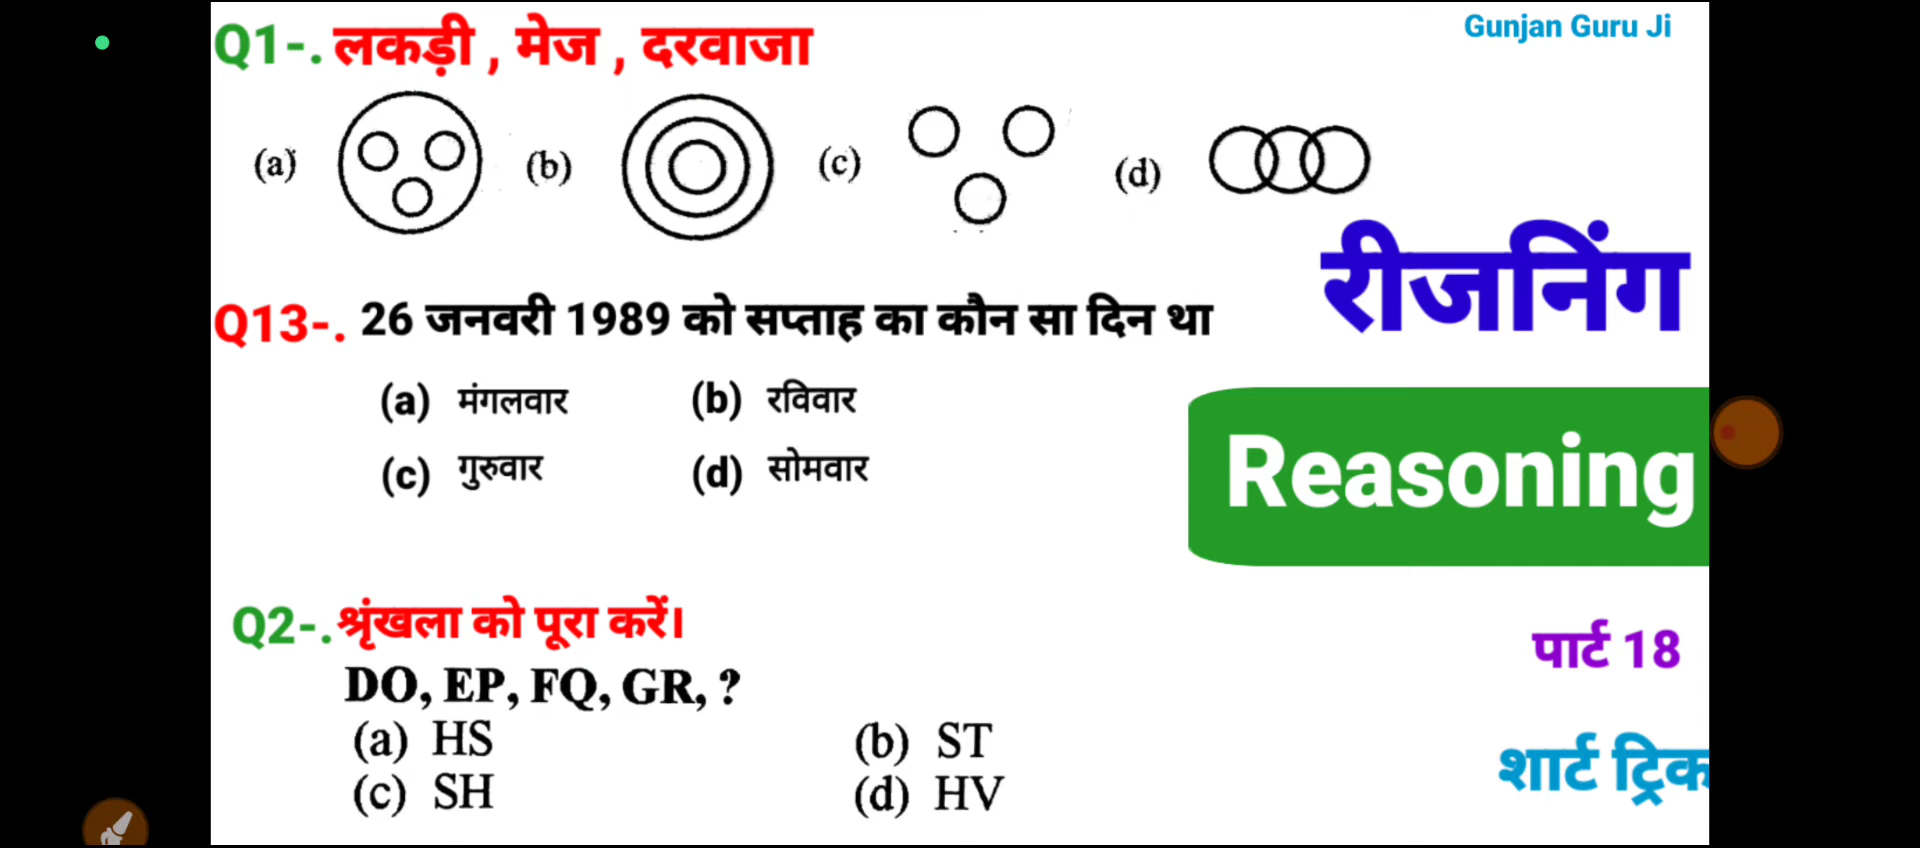 Gunjan Guru Ji
Q1-. लकड़ी , मेज , दरवाजा
(a) (b) (c) (d)
रीजनिंग
Q13-. 26 जनवरी 1989 को सप्ताह का कौन सा दिन था
(a) मंगलवार (b) रविवार
(c) गुरुवार (d) सोमवार
Reasoning
Q2-. श्रृंखला को पूरा करें।
DO, EP, FQ, GR, ?
(a) HS (b) ST
(c) SH (d) HV
पार्ट 18
शार्ट ट्रिक